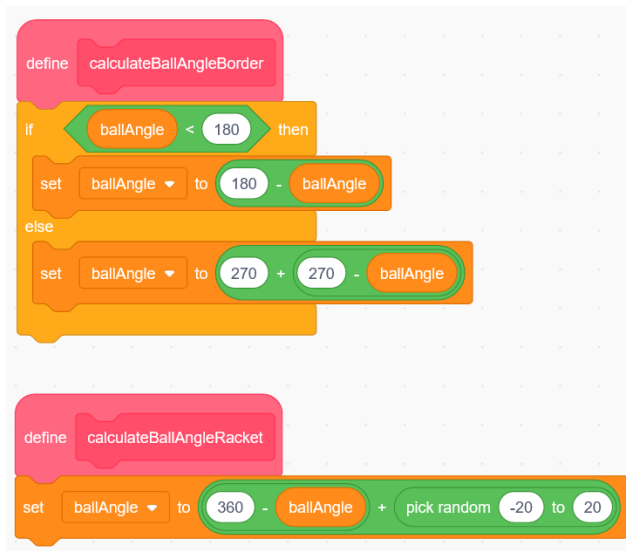 define calculateBallAngleBorder
if ballAngle < 180 then
set ballAngle to 180 - ballAngle
else
set ballAngle to 270 + 270 - ballAngle
define calculateBallAngleRacket
set ballAngle to 360 - ballAngle + pick random -20 to 20